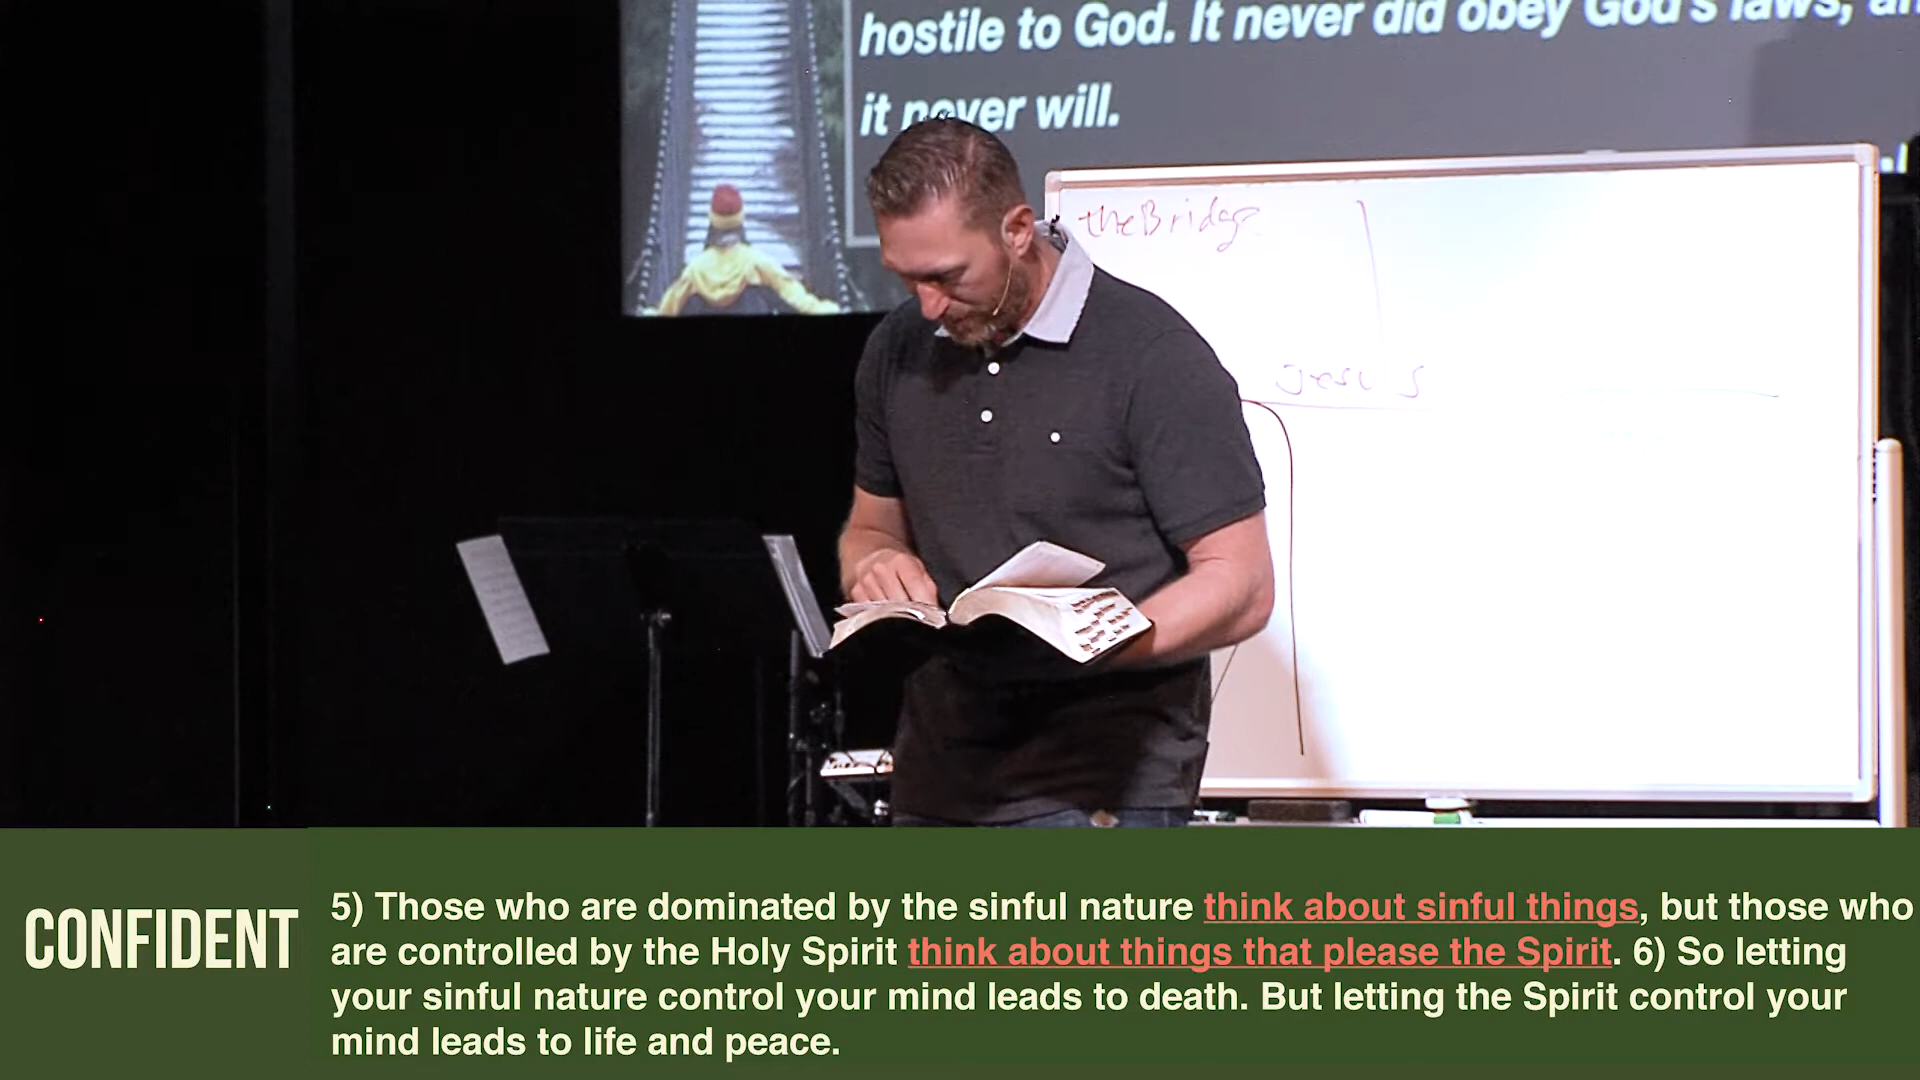 hostile to God. It never did obey God's laws, an
it never will.
theBridge
Jesus
CONFIDENT
5) Those who are dominated by the sinful nature think about sinful things, but those who
are controlled by the Holy Spirit think about things that please the Spirit. 6) So letting
your sinful nature control your mind leads to death. But letting the Spirit control your
mind leads to life and peace.